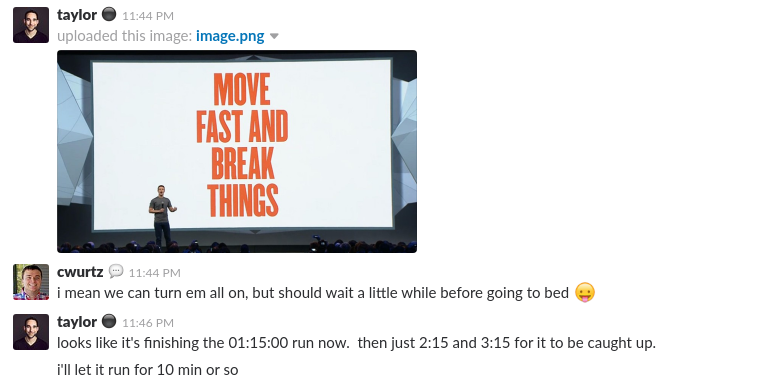 taylor 11:44 PM
uploaded this image: image.png
MOVE
FAST AND
BREAK
THINGS
cwurtz 11:44 PM
i mean we can turn em all on, but should wait a little while before going to bed
taylor 11:46 PM
looks like it's finishing the 01:15:00 run now.  then just 2:15 and 3:15 for it to be caught up.
i'll let it run for 10 min or so